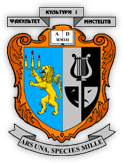 КУЛЬТУРИ І
ФАКУЛЬТЕТ МИСТЕЦТВ
A D
MMIII
ARS UNA, SPECIES MILLE